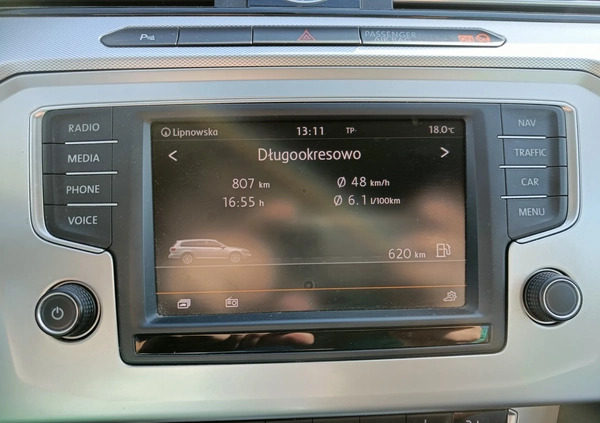 P
PASSENGER
AIR BAG
RADIO
MEDIA
PHONE
VOICE
Lipnowska 13:11 TP 18.0°C
< Długookresowo >
807 km Ø 48 km/h
16:55 h Ø 6.1 l/100km
620 km
NAV
TRAFFIC
CAR
MENU